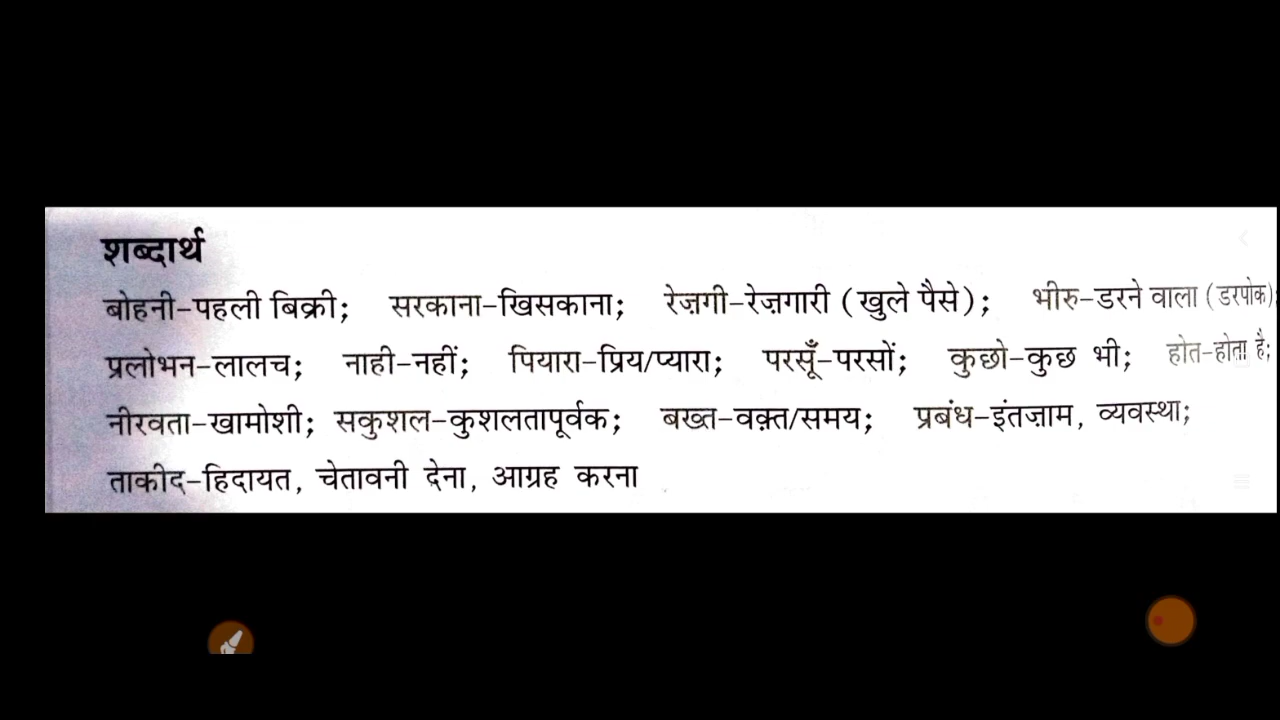 शब्दार्थ
बोहनी-पहली बिक्री; सरकाना-खिसकाना; रेज़गी-रेज़गारी (खुले पैसे); भीरु-डरने वाला (डरपोक);
प्रलोभन-लालच; नाही-नहीं; पियारा-प्रिय/प्यारा; परसूँ-परसों; कुछो-कुछ भी; होत-होता है;
नीरवता-खामोशी; सकुशल-कुशलतापूर्वक; बख्त-वक़्त/समय; प्रबंध-इंतज़ाम, व्यवस्था;
ताकीद-हिदायत, चेतावनी देना, आग्रह करना